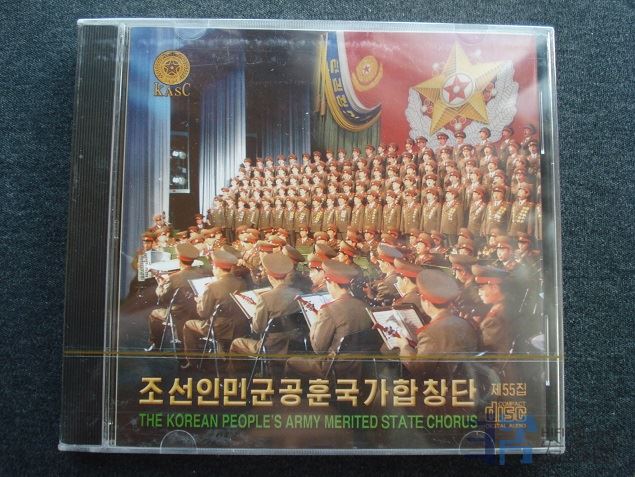 KASC
조선인민군공훈국가합창단 제55집
THE KOREAN PEOPLE'S ARMY MERITED STATE CHORUS
COMPACT
disc
DIGITAL AUDIO